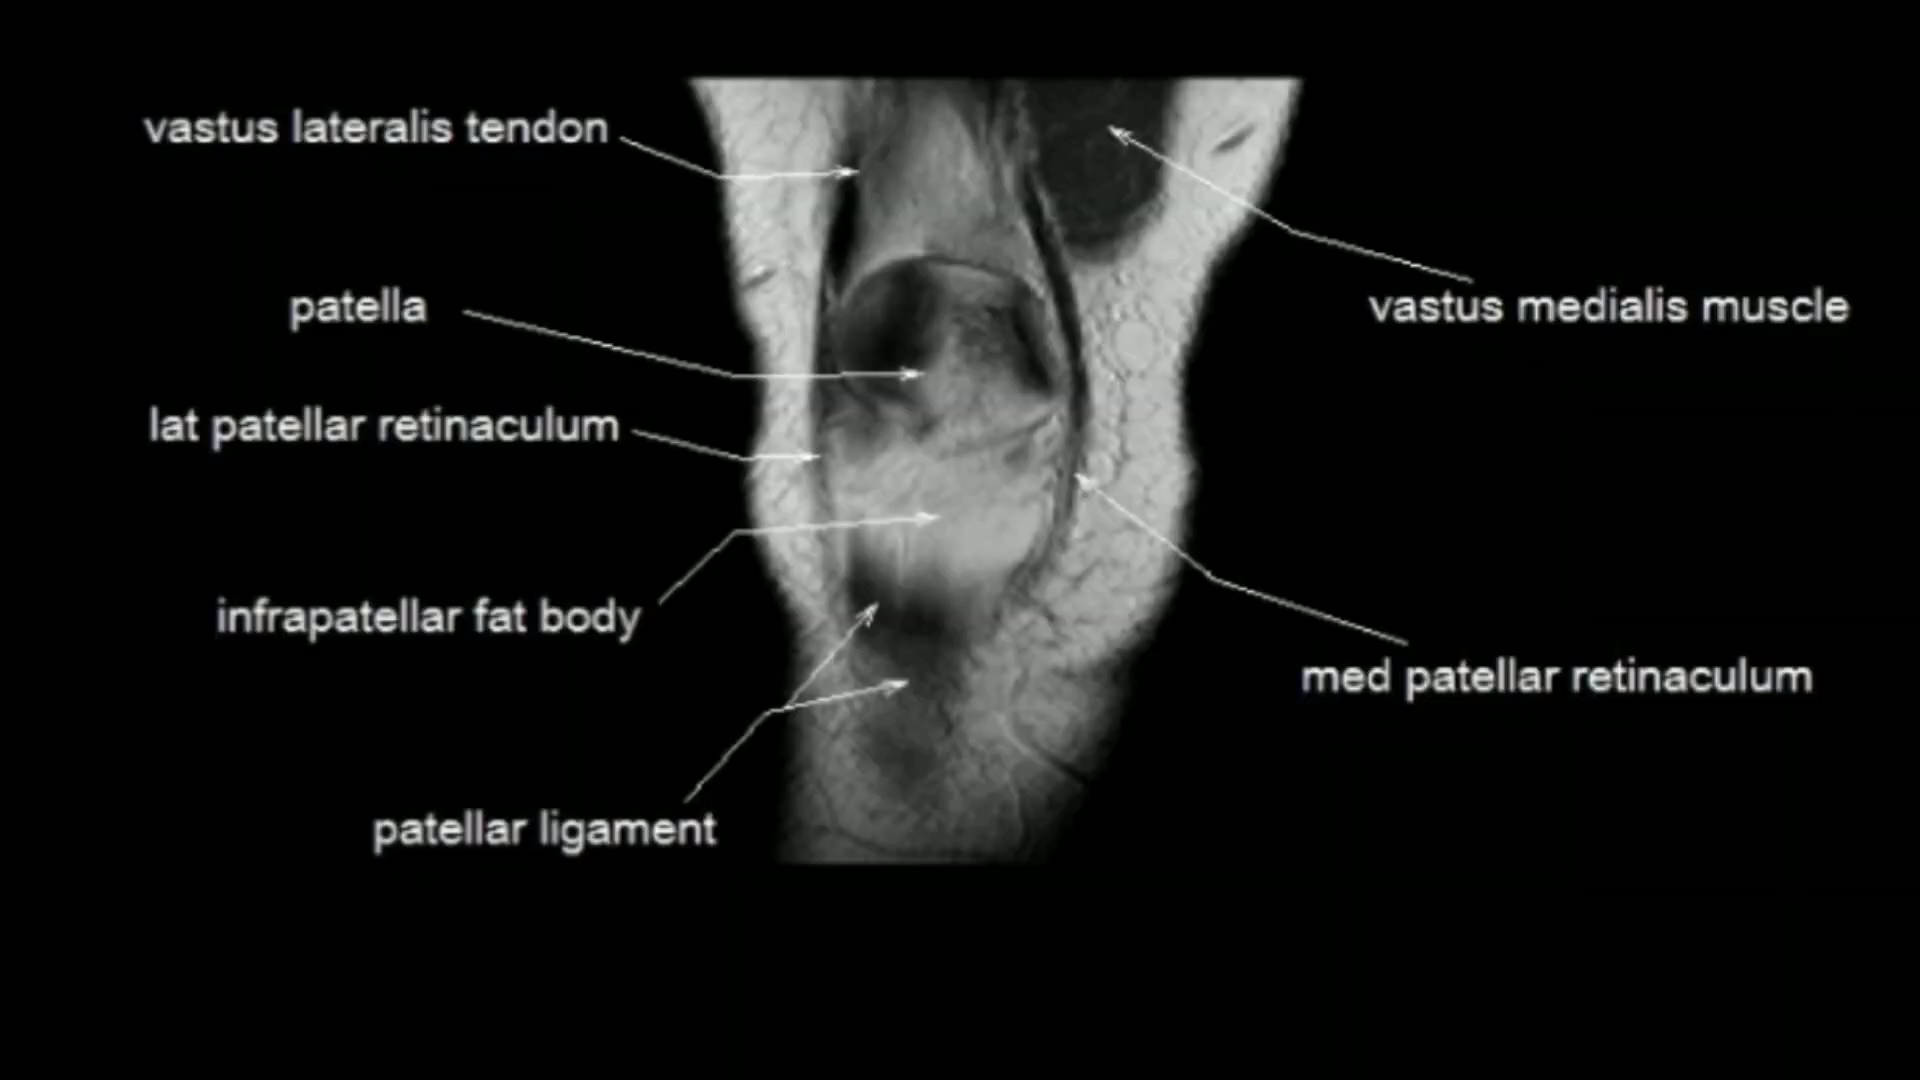 vastus lateralis tendon
patella
vastus medialis muscle
lat patellar retinaculum
infrapatellar fat body
med patellar retinaculum
patellar ligament